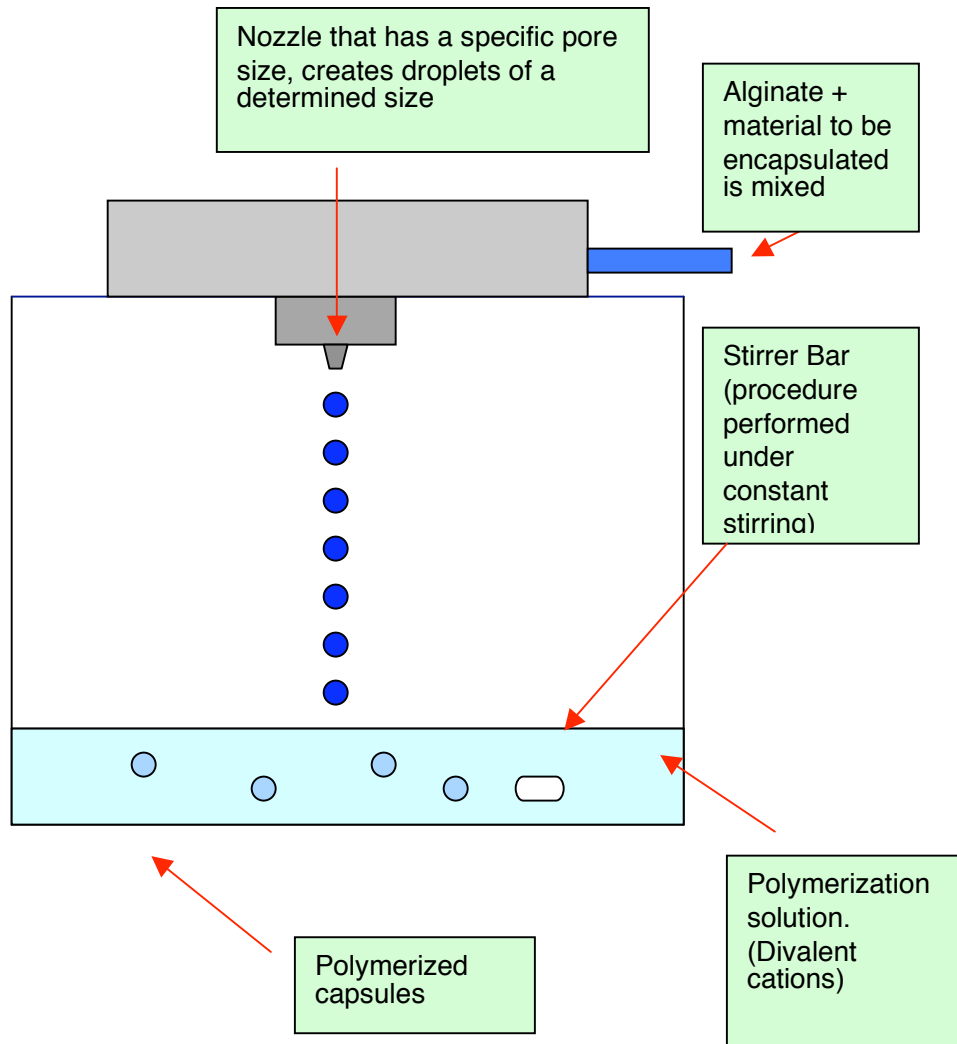 Nozzle that has a specific pore
size, creates droplets of a
determined size
Alginate +
material to be
encapsulated
is mixed
Stirrer Bar
(procedure
performed
under
constant
stirring)
Polymerization
solution.
(Divalent
cations)
Polymerized
capsules